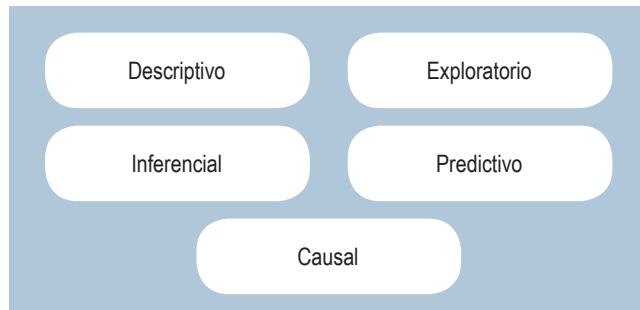 Descriptivo
Exploratorio
Inferencial
Predictivo
Causal